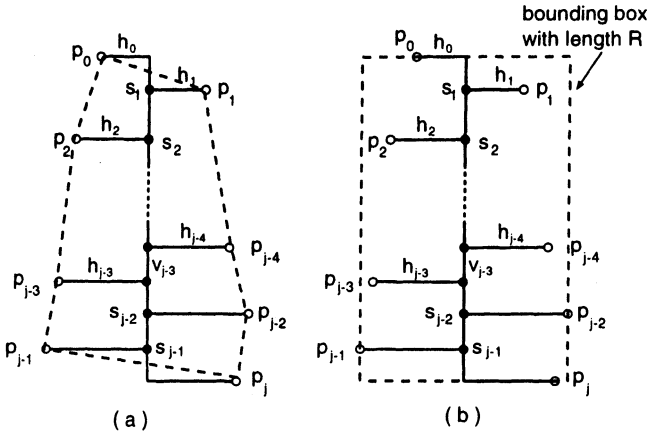 bounding box
with length R
p0 h0 h1 p1
s1
p2 h2 s2
hj-4 pj-4
pj-3 hj-3 vj-3
sj-2 pj-2
pj-1 sj-1
pj
( a )
p0 h0 h1 p1
s1
p2 h2 s2
hj-4 pj-4
pj-3 hj-3 vj-3
sj-2 pj-2
pj-1 sj-1
pj
( b )